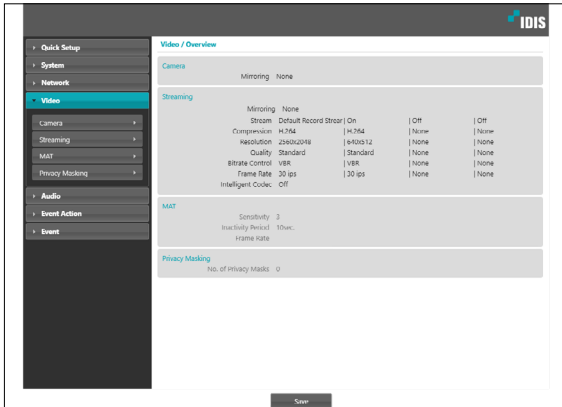 IDIS
Quick Setup
System
Network
Video
Camera
Streaming
MAT
Privacy Masking
Audio
Event Action
Event
Video / Overview
Camera
Mirroring None
Streaming
Mirroring None
Stream Default Record Strear | On | Off | Off
Compression H.264 | H.264 | None | None
Resolution 2560x2048 | 640x512 | None | None
Quality Standard | Standard | None | None
Bitrate Control VBR | VBR | None | None
Frame Rate 30 ips | 30 ips | None | None
Intelligent Codec Off
MAT
Sensitivity 3
Inactivity Period 10sec.
Frame Rate
Privacy Masking
No. of Privacy Masks 0
Save